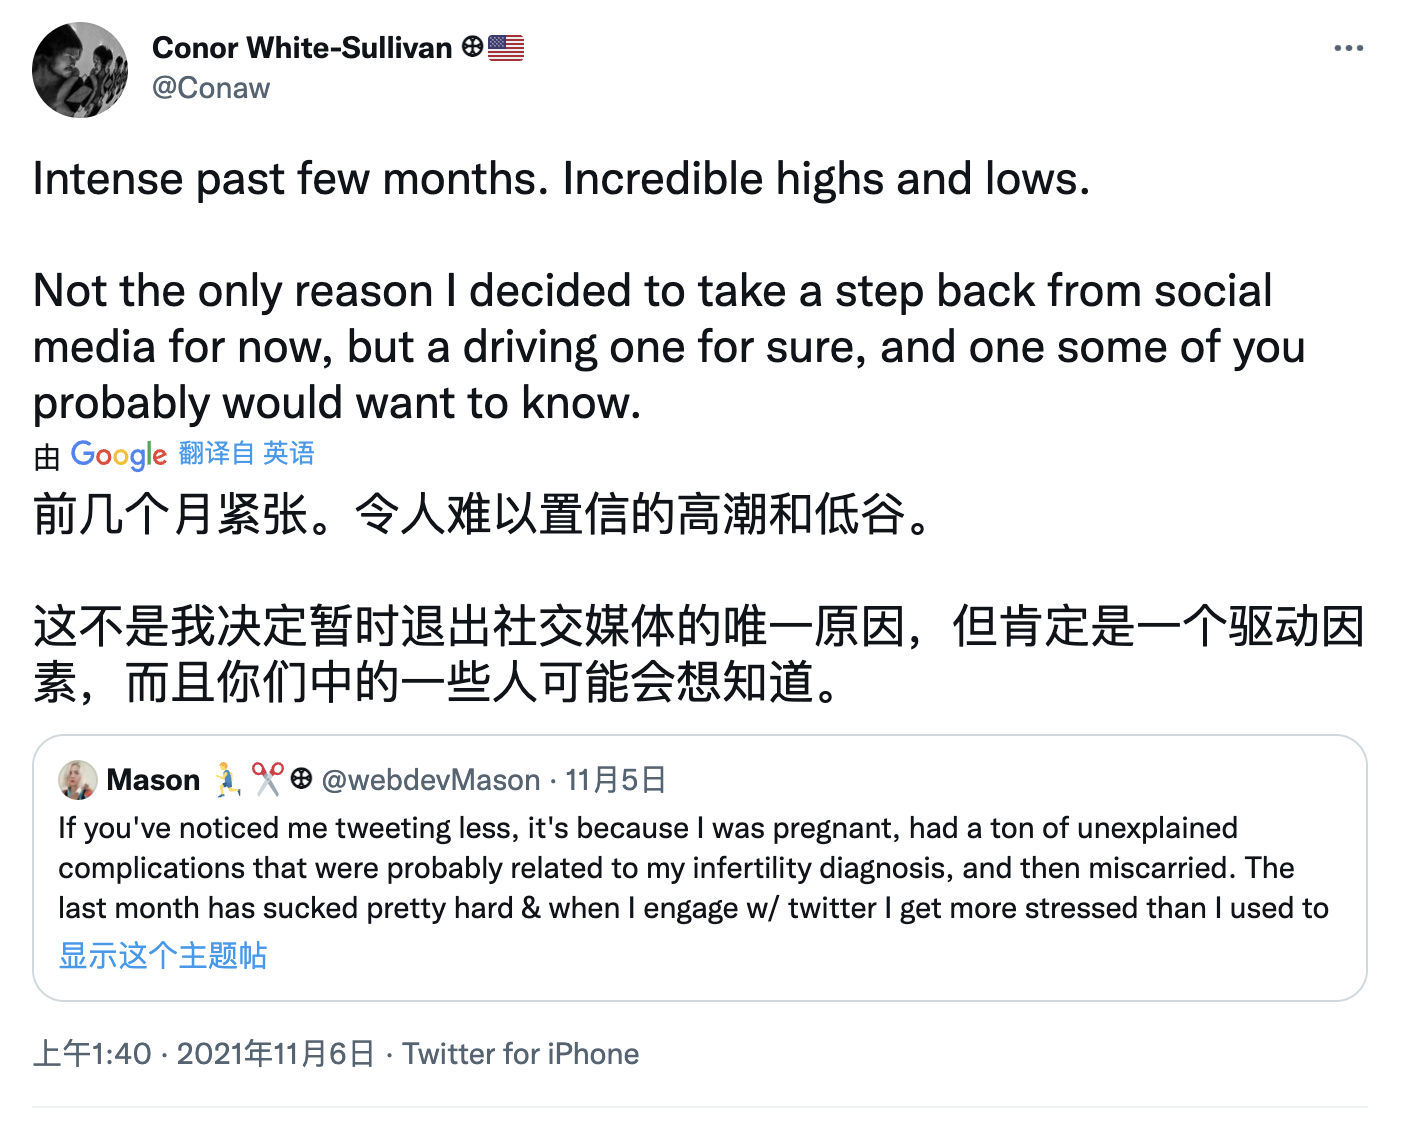 Conor White-Sullivan
@Conaw
Intense past few months. Incredible highs and lows.
Not the only reason I decided to take a step back from social
media for now, but a driving one for sure, and one some of you
probably would want to know.
由 Google 翻译自 英语
前几个月紧张。令人难以置信的高潮和低谷。
这不是我决定暂时退出社交媒体的唯一原因，但肯定是一个驱动因
素，而且你们中的一些人可能会想知道。
Mason @webdevMason · 11月5日
If you've noticed me tweeting less, it's because I was pregnant, had a ton of unexplained
complications that were probably related to my infertility diagnosis, and then miscarried. The
last month has sucked pretty hard & when I engage w/ twitter I get more stressed than I used to
显示这个主题帖
上午1:40 · 2021年11月6日 · Twitter for iPhone